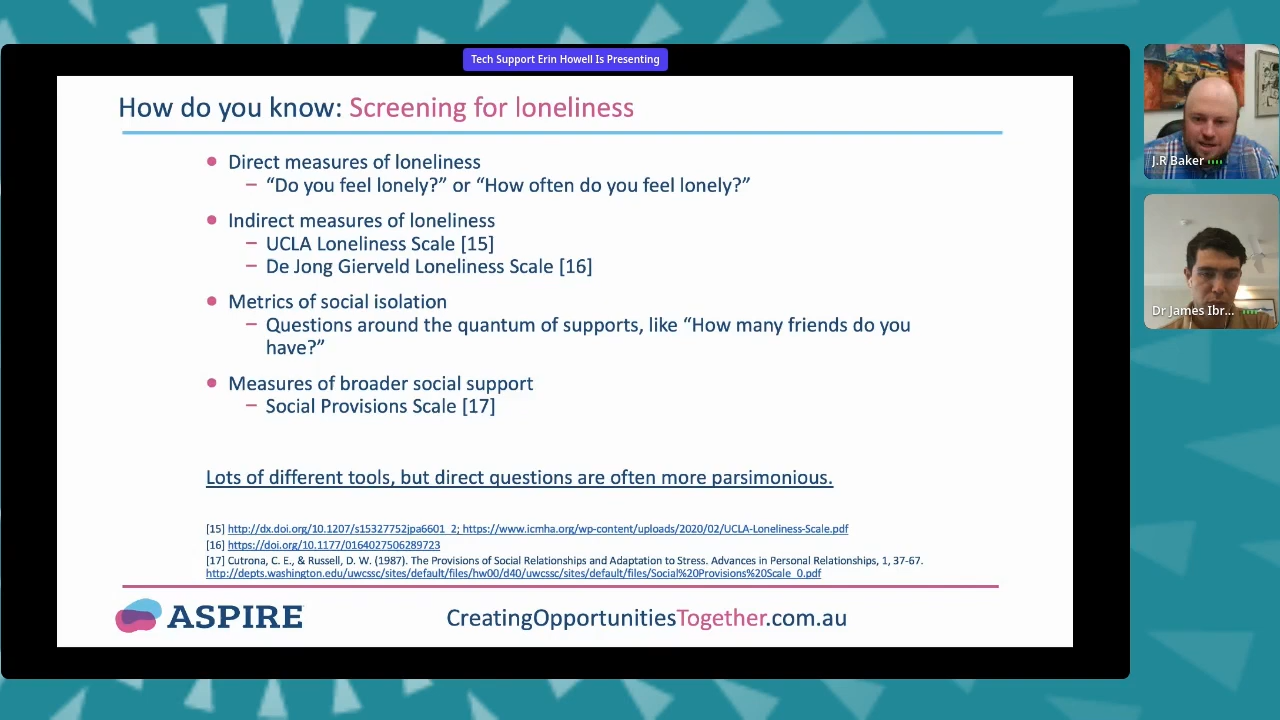 Tech Support Erin Howell Is Presenting
How do you know: Screening for loneliness
• Direct measures of loneliness
– “Do you feel lonely?” or “How often do you feel lonely?”
• Indirect measures of loneliness
– UCLA Loneliness Scale [15]
– De Jong Gierveld Loneliness Scale [16]
• Metrics of social isolation
– Questions around the quantum of supports, like “How many friends do you
have?”
• Measures of broader social support
– Social Provisions Scale [17]
Lots of different tools, but direct questions are often more parsimonious.
[15] http://dx.doi.org/10.1207/s15327752jpa6601_2; https://www.icmha.org/wp-content/uploads/2020/02/UCLA-Loneliness-Scale.pdf
[16] https://doi.org/10.1177/0164027506289723
[17] Cutrona, C. E., & Russell, D. W. (1987). The Provisions of Social Relationships and Adaptation to Stress. Advances in Personal Relationships, 1, 37-67.
http://depts.washington.edu/uwcssc/sites/default/files/hw00/d40/uwcssc/sites/default/files/Social%20Provisions%20Scale_0.pdf
ASPIRE
CreatingOpportunitiesTogether.com.au
J.R Baker
Dr James Ibr...